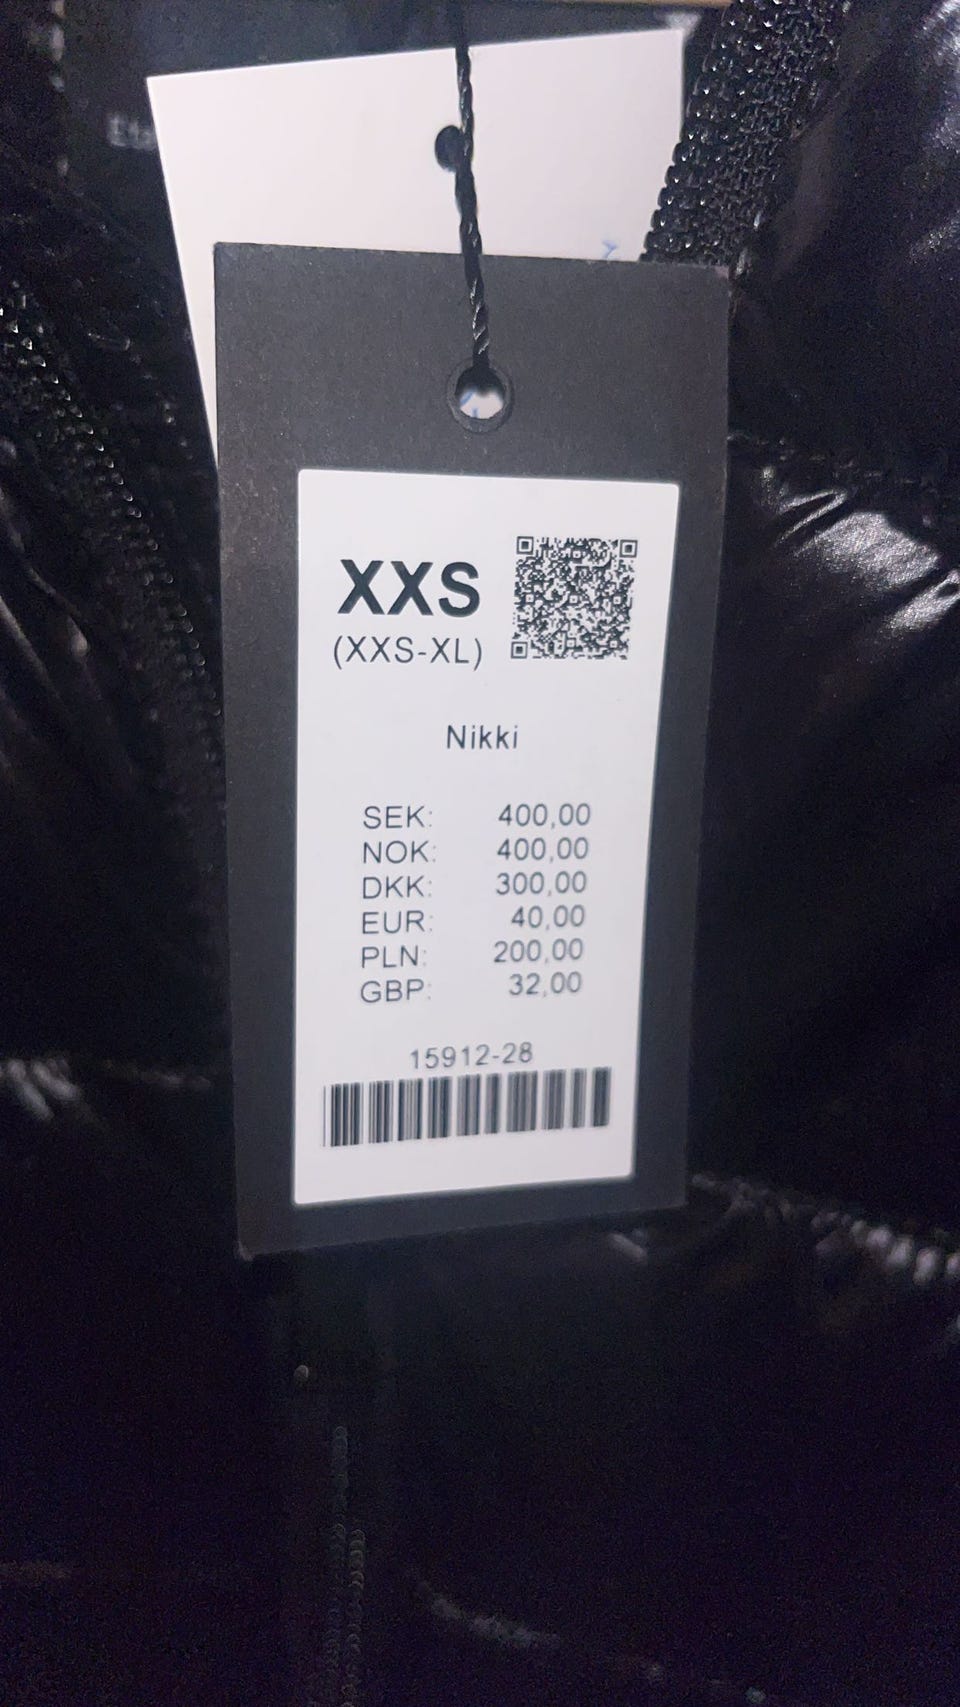 XXS
(XXS-XL)
Nikki
SEK: 400,00
NOK: 400,00
DKK: 300,00
EUR: 40,00
PLN: 200,00
GBP: 32,00
15912-28